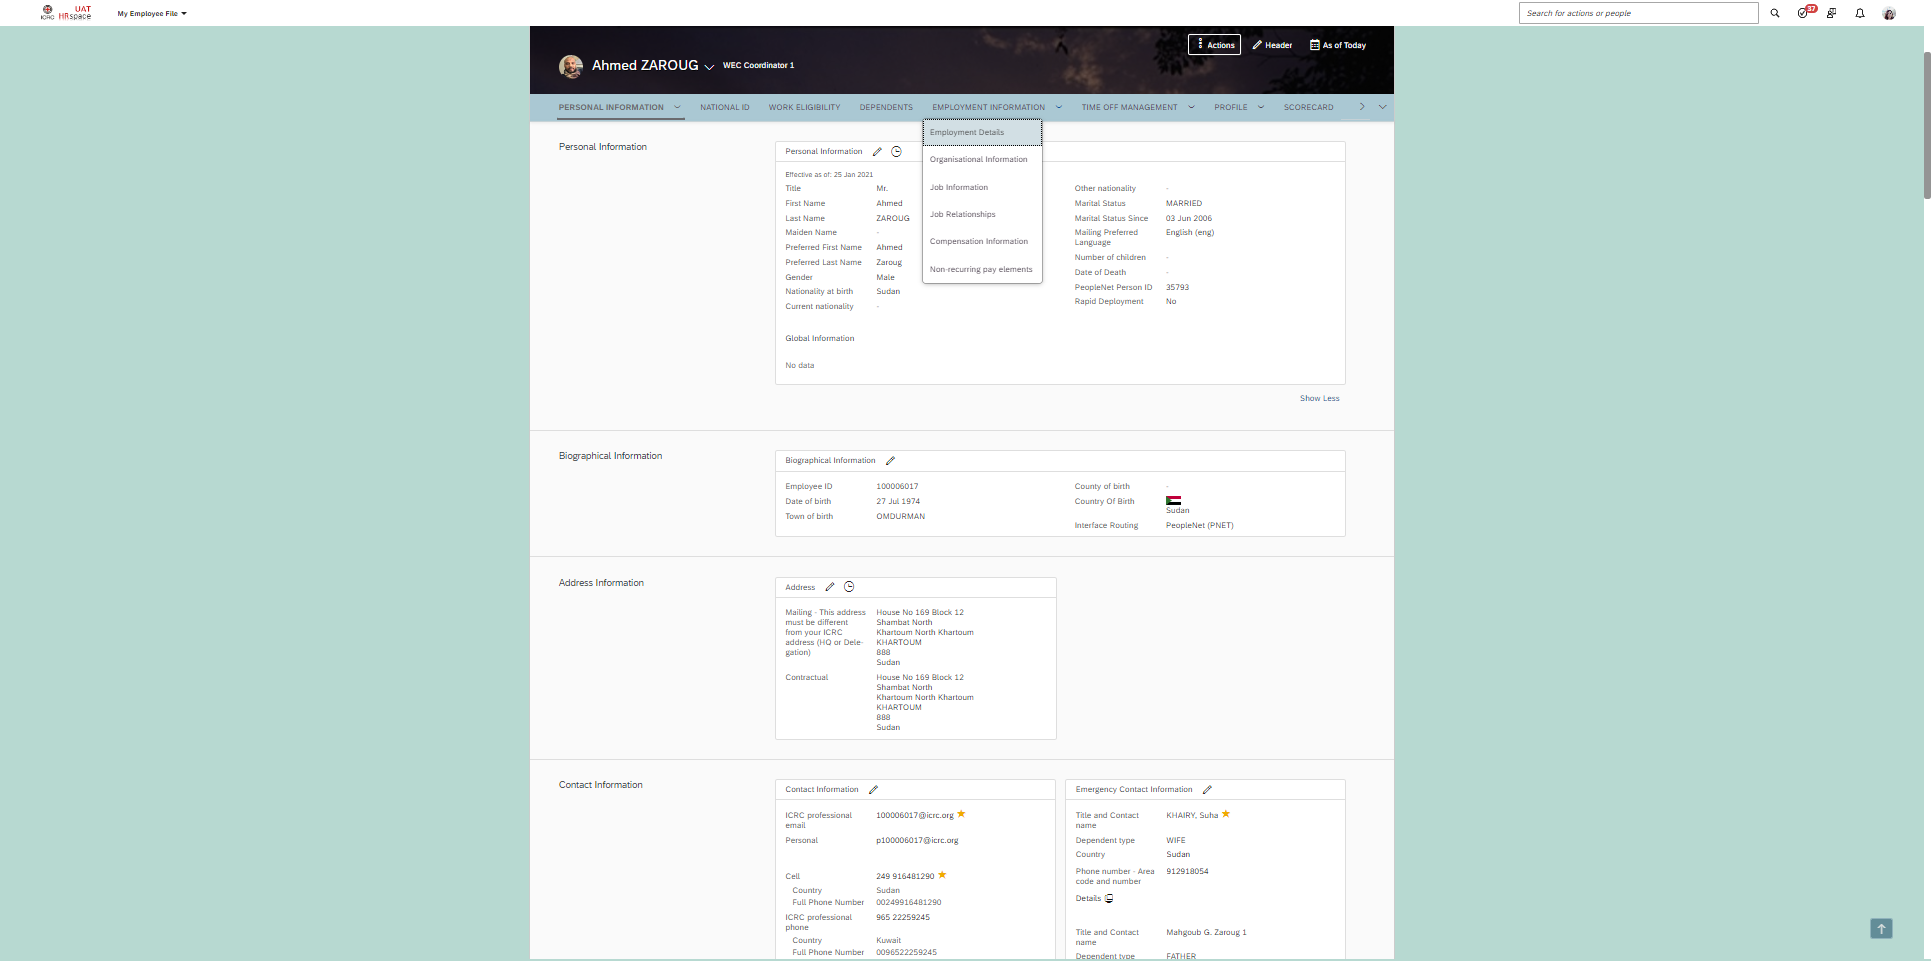 ICRC
UAT
HRspace
My Employee File
Search for actions or people
37
Actions
Header
As of Today
Ahmed ZAROUG
WEC Coordinator 1
PERSONAL INFORMATION
NATIONAL ID
WORK ELIGIBILITY
DEPENDENTS
EMPLOYMENT INFORMATION
TIME OFF MANAGEMENT
PROFILE
SCORECARD
Employment Details
Organisational Information
Job Information
Job Relationships
Compensation Information
Non-recurring pay elements
Personal Information
Personal Information
Effective as of: 25 Jan 2021
Title Mr.
First Name Ahmed
Last Name ZAROUG
Maiden Name -
Preferred First Name Ahmed
Preferred Last Name Zaroug
Gender Male
Nationality at birth Sudan
Current nationality -
Other nationality -
Marital Status MARRIED
Marital Status Since 03 Jun 2006
Mailing Preferred English (eng)
Language
Number of children -
Date of Death -
PeopleNet Person ID 35793
Rapid Deployment No
Global Information
No data
Show Less
Biographical Information
Biographical Information
Employee ID 100006017
Date of birth 27 Jul 1974
Town of birth OMDURMAN
County of birth -
Country Of Birth
Sudan
Interface Routing PeopleNet (PNET)
Address Information
Address
Mailing - This address House No 169 Block 12
must be different Shambat North
from your ICRC Khartoum North Khartoum
address (HQ or Dele- KHARTOUM
gation) 888
Sudan
Contractual House No 169 Block 12
Shambat North
Khartoum North Khartoum
KHARTOUM
888
Sudan
Contact Information
Contact Information
ICRC professional 100006017@icrc.org
email
Personal p100006017@icrc.org
Cell 249 916481290
Country Sudan
Full Phone Number 00249916481290
ICRC professional 965 22259245
phone
Country Kuwait
Full Phone Number 0096522259245
Emergency Contact Information
Title and Contact KHAIRY, Suha
name
Dependent type WIFE
Country Sudan
Phone number - Area 912918054
code and number
Details
Title and Contact Mahgoub G. Zaroug 1
name
Dependent type FATHER